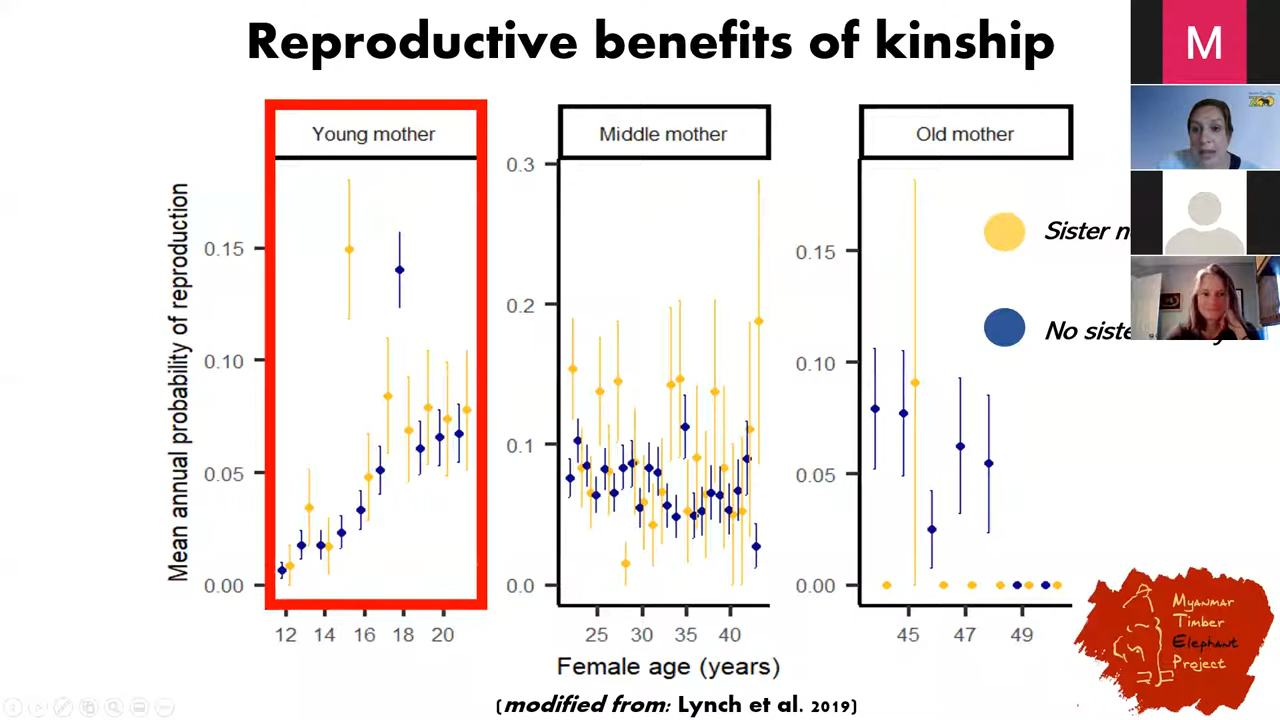 Reproductive benefits of kinship
M
ZOO
Young mother
Middle mother
Old mother
Mean annual probability of reproduction
0.15
0.10
0.05
0.00
0.3
0.2
0.1
0.0
0.15
0.10
0.05
0.00
Sister
No
12 14 16 18 20
25 30 35 40
45 47 49
Female age (years)
(modified from: Lynch et al. 2019)
Myanmar
Timber
Elephant
Project